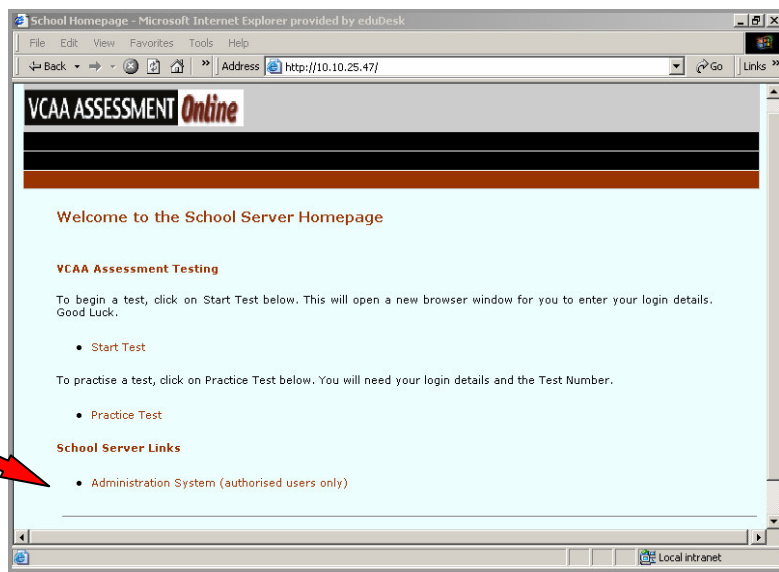 School Homepage - Microsoft Internet Explorer provided by eduDesk
File Edit View Favorites Tools Help
Back » Address http://10.10.25.47/ Go Links »
VCAA ASSESSMENT Online
Welcome to the School Server Homepage
VCAA Assessment Testing
To begin a test, click on Start Test below. This will open a new browser window for you to enter your login details.
Good Luck.
• Start Test
To practise a test, click on Practice Test below. You will need your login details and the Test Number.
• Practice Test
School Server Links
• Administration System (authorised users only)
Local intranet